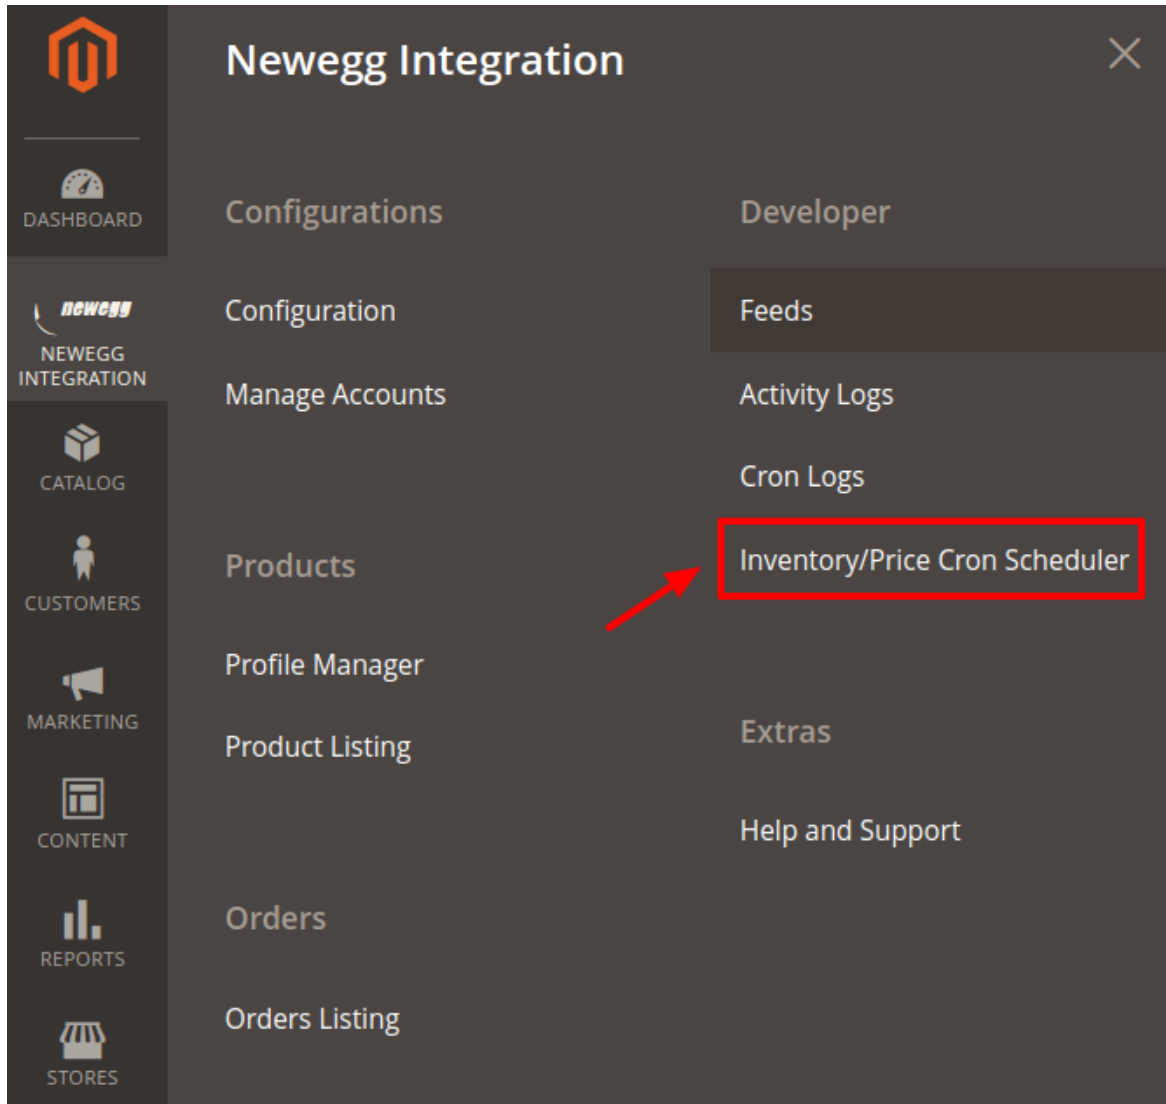 Newegg Integration
DASHBOARD
newegg
NEWEGG
INTEGRATION
CATALOG
CUSTOMERS
MARKETING
CONTENT
REPORTS
STORES
Configurations
Configuration
Manage Accounts
Products
Profile Manager
Product Listing
Orders
Orders Listing
Developer
Feeds
Activity Logs
Cron Logs
Inventory/Price Cron Scheduler
Extras
Help and Support